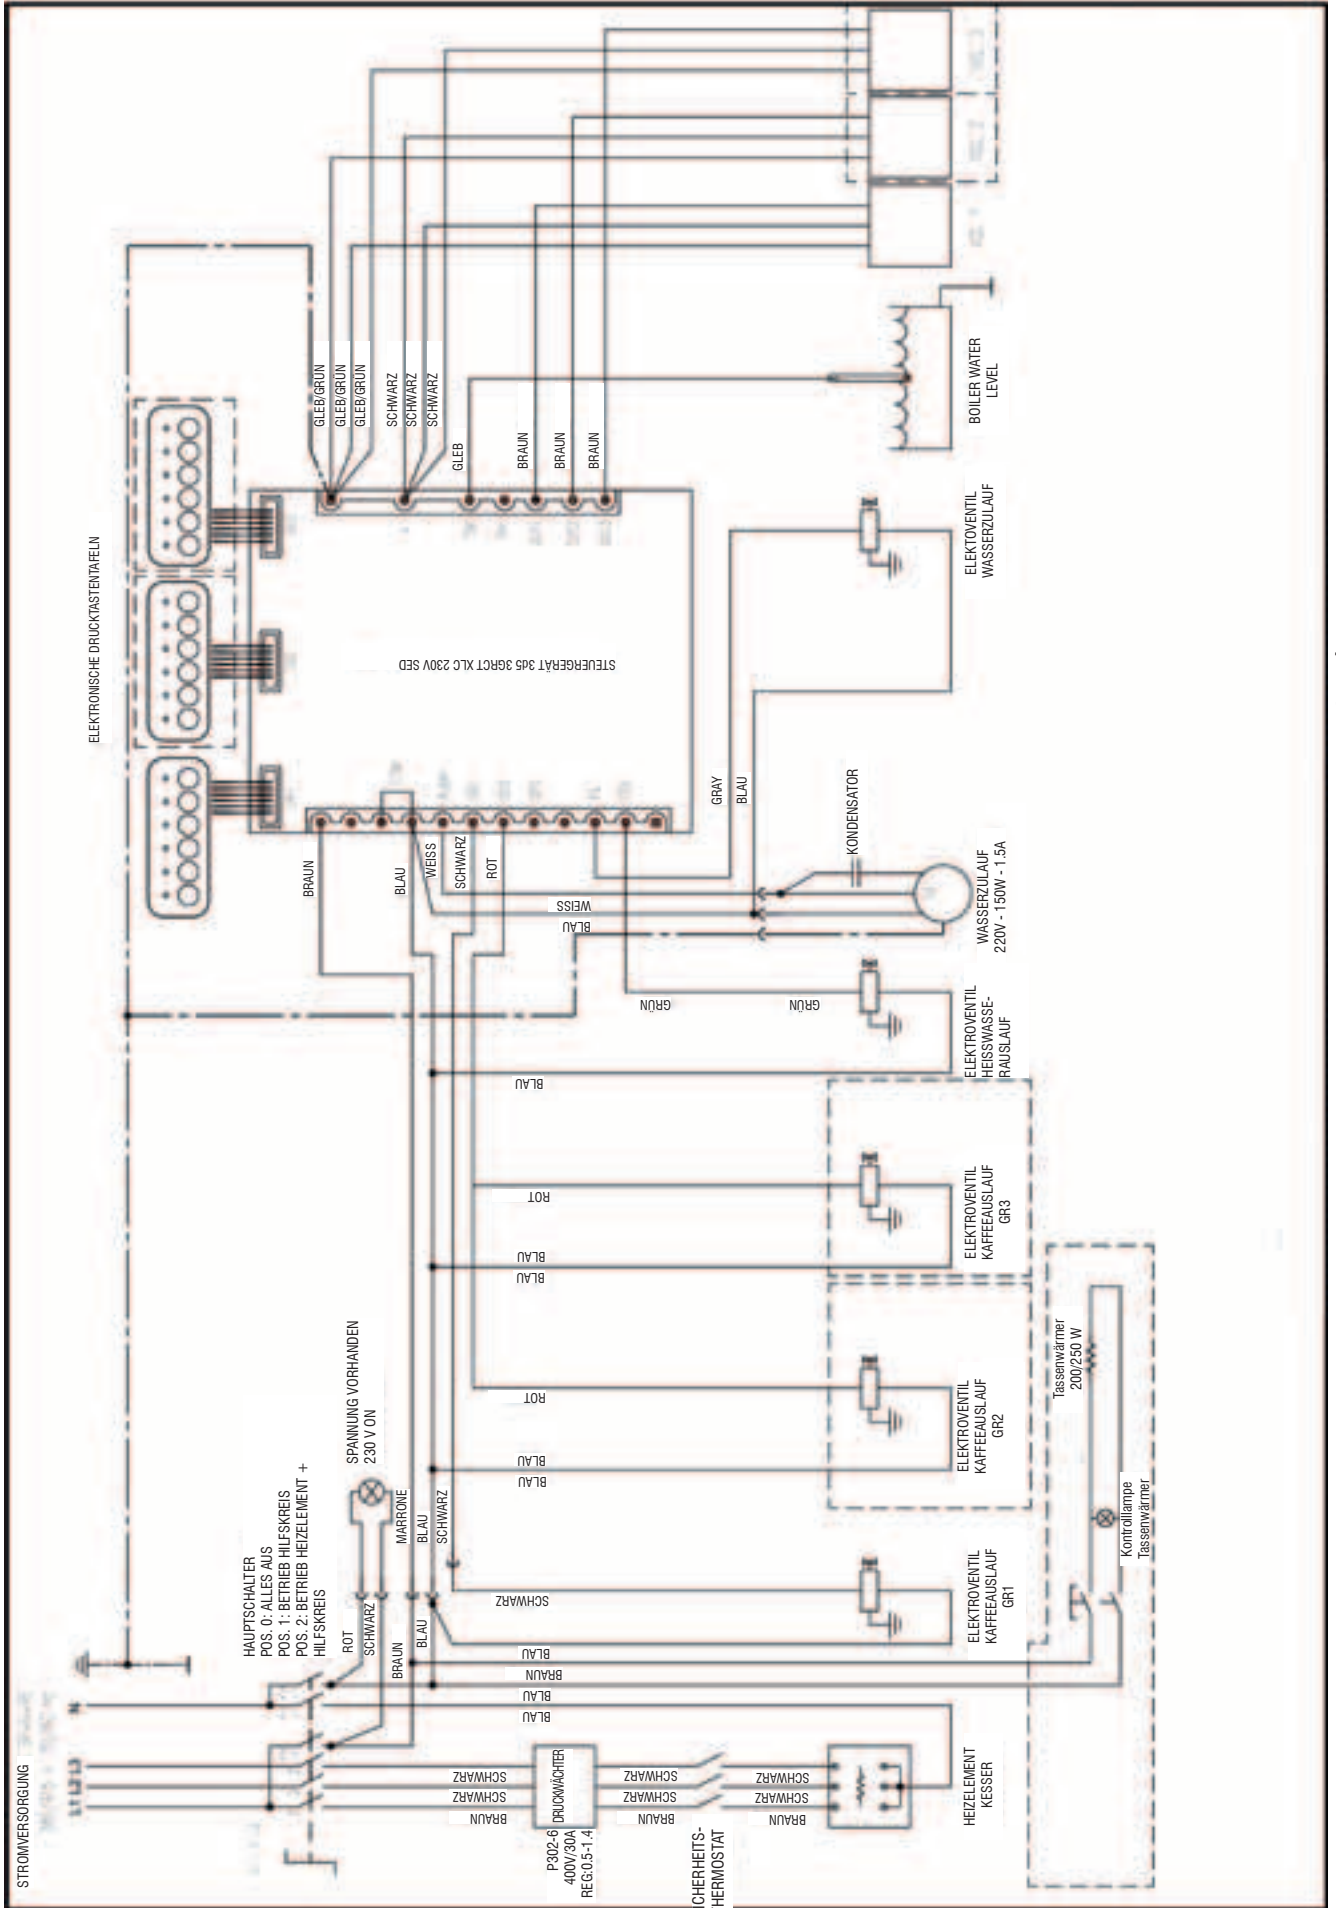 STROMVERSORGUNG
L1 L2 L3
N
HAUPTSCHALTER
POS. 0: ALLES AUS
POS. 1: BETRIEB HILFSKREIS
POS. 2: BETRIEB HEIZELEMENT +
HILFSKREIS
SPANNUNG VORHANDEN
230 V ON
ROT
SCHWARZ
BRAUN
BLAU
MARRONE
BLAU
SCHWARZ
ELEKTRONISCHE DRUCKTASTENTAFELN
STEUERGERÄT 3d5 3GRCT XLC 230V SED
GLEB/GRÜN
GLEB/GRÜN
GLEB/GRÜN
SCHWARZ
SCHWARZ
SCHWARZ
GLEB
BRAUN
BRAUN
BRAUN
BRAUN
BLAU
WEISS
SCHWARZ
ROT
WEISS
BLAU
GRAY
BLAU
KONDENSATOR
GRÜN
GRÜN
BLAU
ROT
BLAU
BLAU
ROT
BLAU
BLAU
SCHWARZ
BLAU
BRAUN
BLAU
BLAU
SCHWARZ
SCHWARZ
BRAUN
P302-6
400V/30A
REG:0.5-1.4
DRUCKWÄCHTER
SCHWARZ
SCHWARZ
BRAUN
ICHERHEITS-
HERMOSTAT
SCHWARZ
SCHWARZ
BRAUN
HEIZELEMENT
KESSER
ELEKTROVENTIL
KAFFEEAUSLAUF
GR1
ELEKTROVENTIL
KAFFEEAUSLAUF
GR2
ELEKTROVENTIL
KAFFEEAUSLAUF
GR3
ELEKTROVENTIL
HEISSWASSE-
RAUSLAUF
WASSERZULAUF
220V - 150W - 1.5A
ELEKTOVENTIL
WASSERZULAUF
BOILER WATER
LEVEL
Tassenwärmer
200/250 W
Kontrolllampe
Tassenwärmer